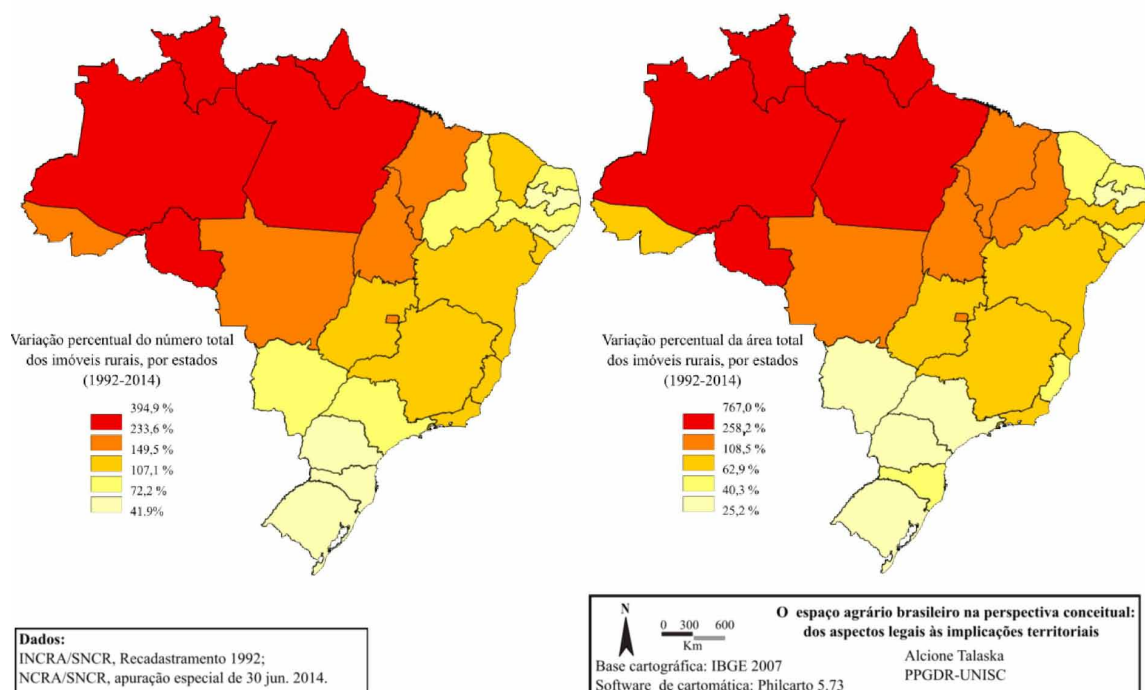 Variação percentual do número total
dos imóveis rurais, por estados
(1992-2014)
394,9 %
233,6 %
149,5 %
107,1 %
72,2 %
41.9%
Variação percentual da área total
dos imóveis rurais, por estados
(1992-2014)
767,0 %
258,2 %
108,5 %
62,9 %
40,3 %
25,2 %
Dados:
INCRA/SNCR, Recadastramento 1992;
NCRA/SNCR, apuração especial de 30 jun. 2014.
N
0 300 600
Km
Base cartográfica: IBGE 2007
Software de cartomática: Philcarto 5.73
O espaço agrário brasileiro na perspectiva conceitual:
dos aspectos legais às implicações territoriais
Alcione Talaska
PPGDR-UNISC